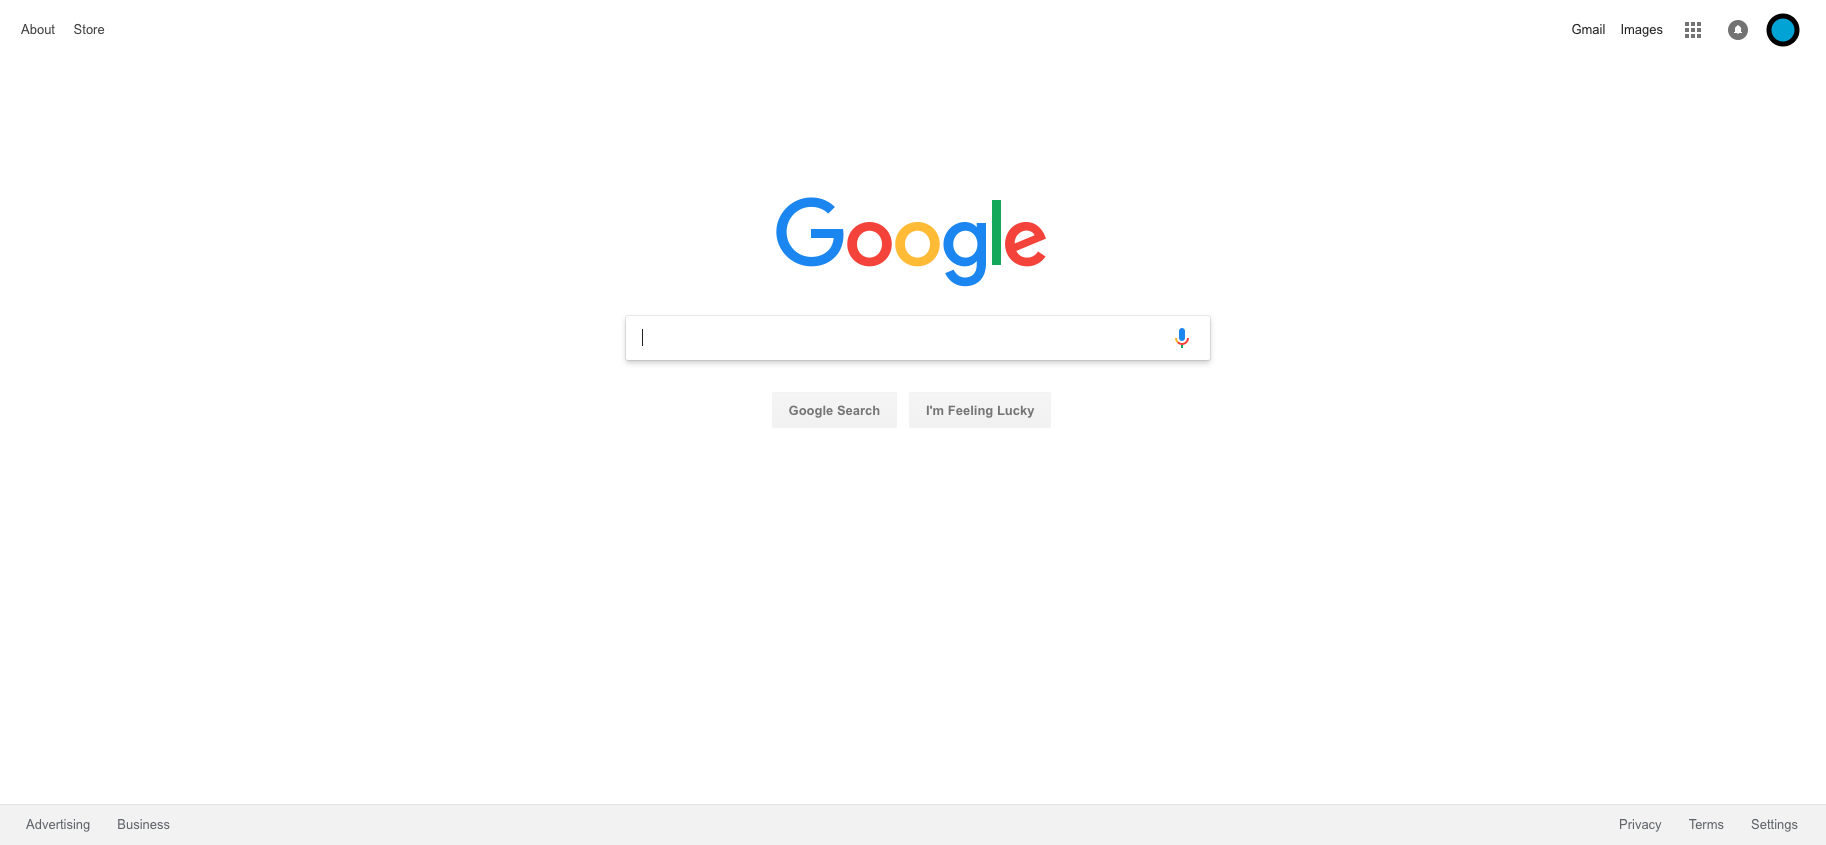 About Store Gmail Images
Google
Google Search I'm Feeling Lucky
Advertising Business Privacy Terms Settings